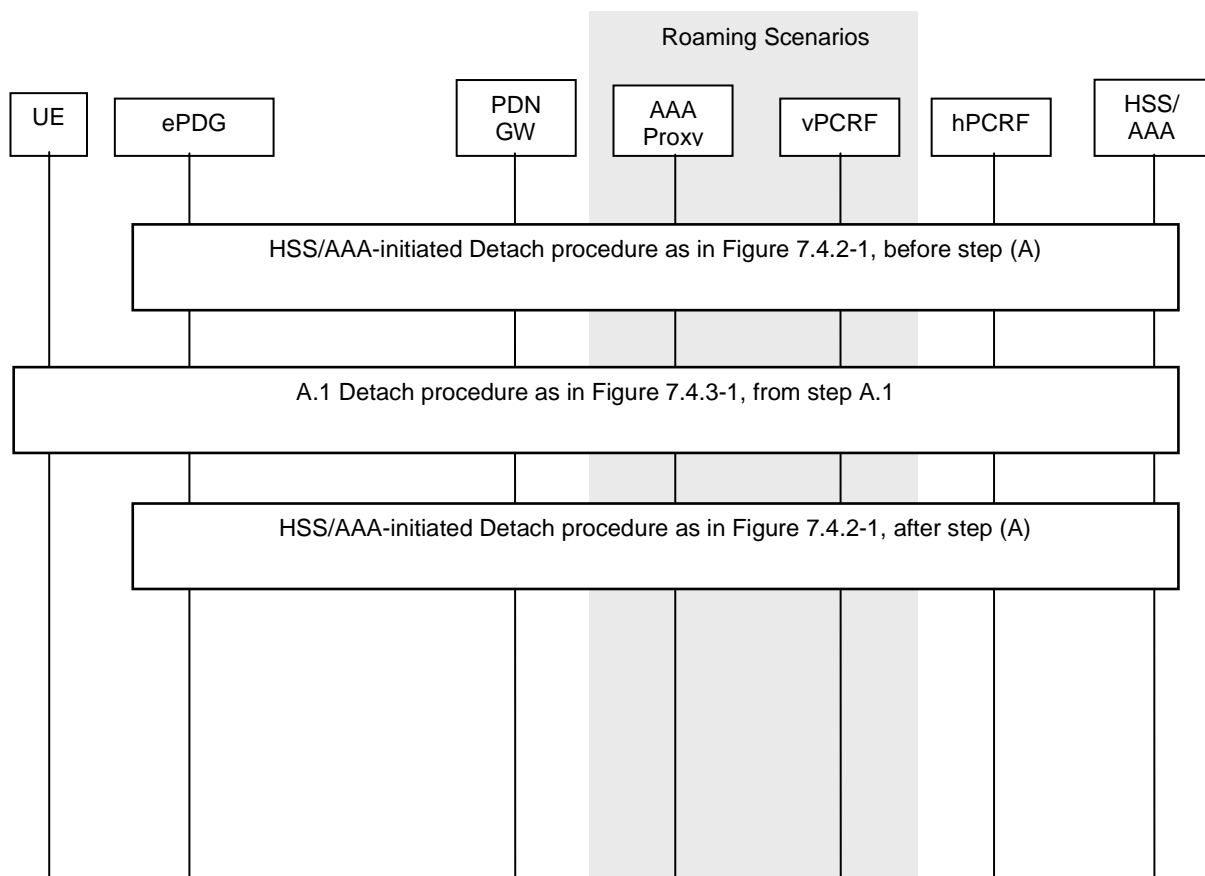 Roaming Scenarios
UE
ePDG
PDN
GW
AAA
Proxy
vPCRF
hPCRF
HSS/
AAA
HSS/AAA-initiated Detach procedure as in Figure 7.4.2-1, before step (A)
A.1 Detach procedure as in Figure 7.4.3-1, from step A.1
HSS/AAA-initiated Detach procedure as in Figure 7.4.2-1, after step (A)